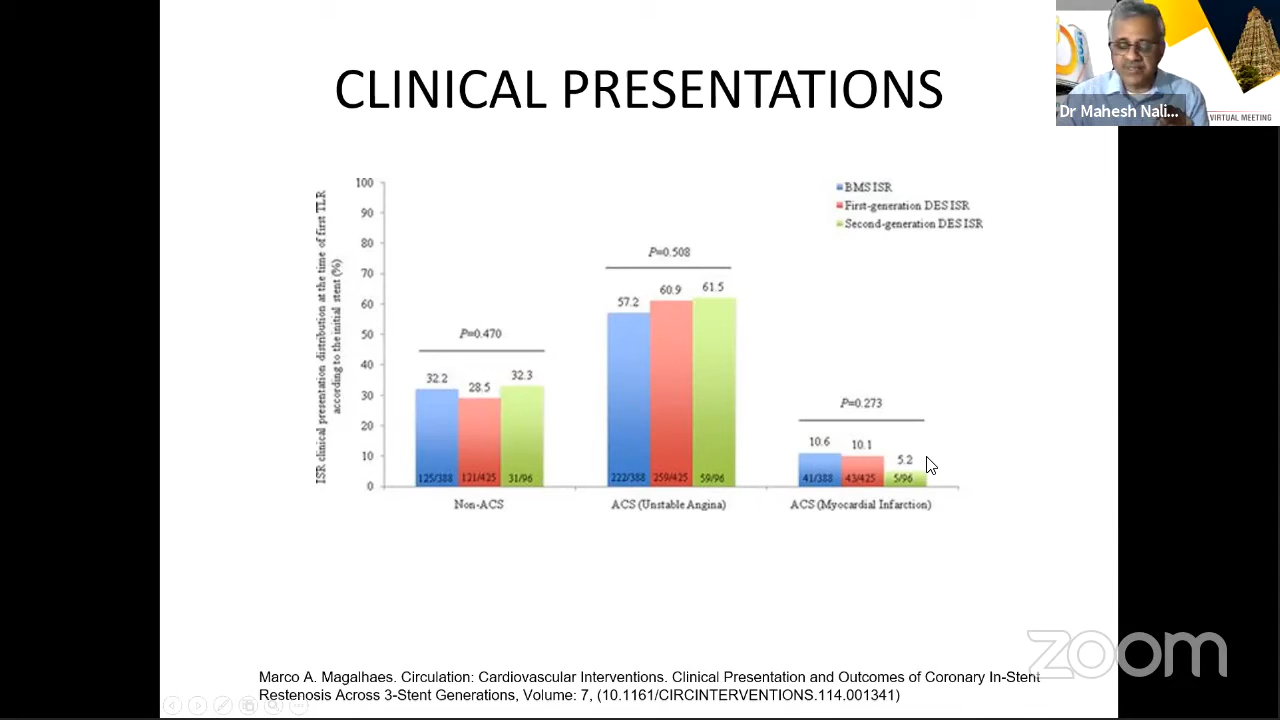 CLINICAL PRESENTATIONS
Dr Mahesh Nali...
VIRTUAL MEETING
ISR clinical presentation distribution at the time of first TLR
according to the initial stent (%)
100
90
80
70
60
50
40
30
20
10
0
BMS ISR
First-generation DES ISR
Second-generation DES ISR
P=0.470
32.2
28.5
32.3
125/388
121/425
31/96
Non-ACS
P=0.508
57.2
60.9
61.5
222/388
259/425
59/96
ACS (Unstable Angina)
P=0.273
10.6
10.1
5.2
41/388
43/425
5/96
ACS (Myocardial Infarction)
zoom
Marco A. Magalhaes. Circulation: Cardiovascular Interventions. Clinical Presentation and Outcomes of Coronary In-Stent
Restenosis Across 3-Stent Generations, Volume: 7, (10.1161/CIRCINTERVENTIONS.114.001341)